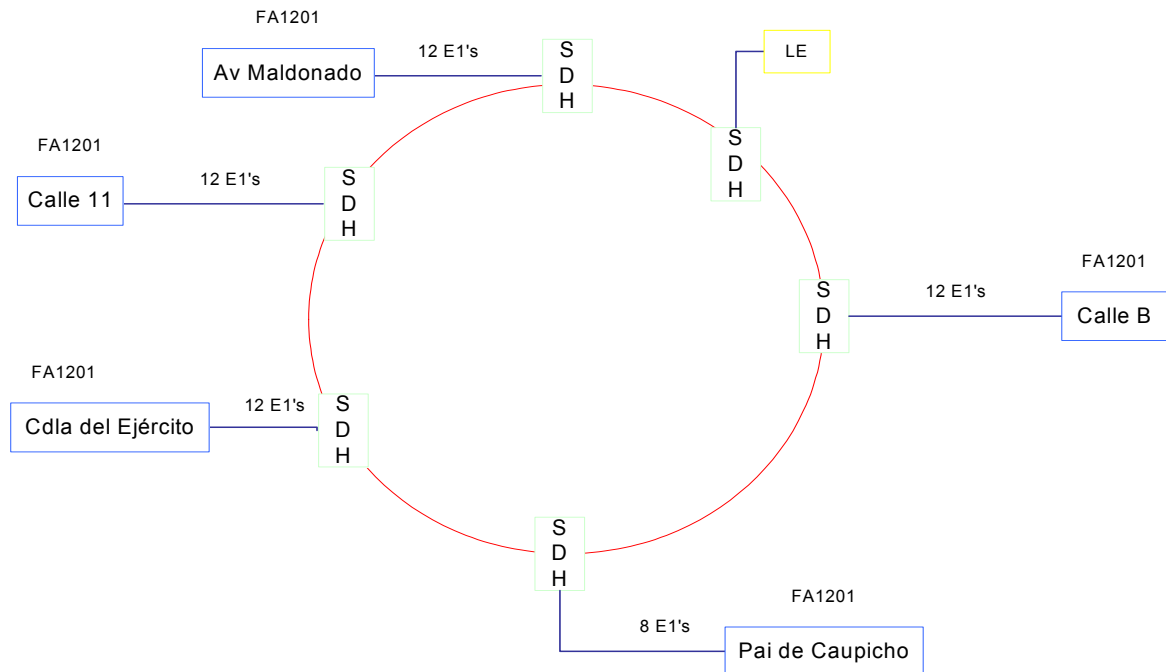 FA1201
Av Maldonado
12 E1's
S
D
H
LE
S
D
H
FA1201
Calle 11
12 E1's
S
D
H
FA1201
Calle B
12 E1's
S
D
H
FA1201
Cdla del Ejército
12 E1's
S
D
H
S
D
H
8 E1's
FA1201
Pai de Caupicho